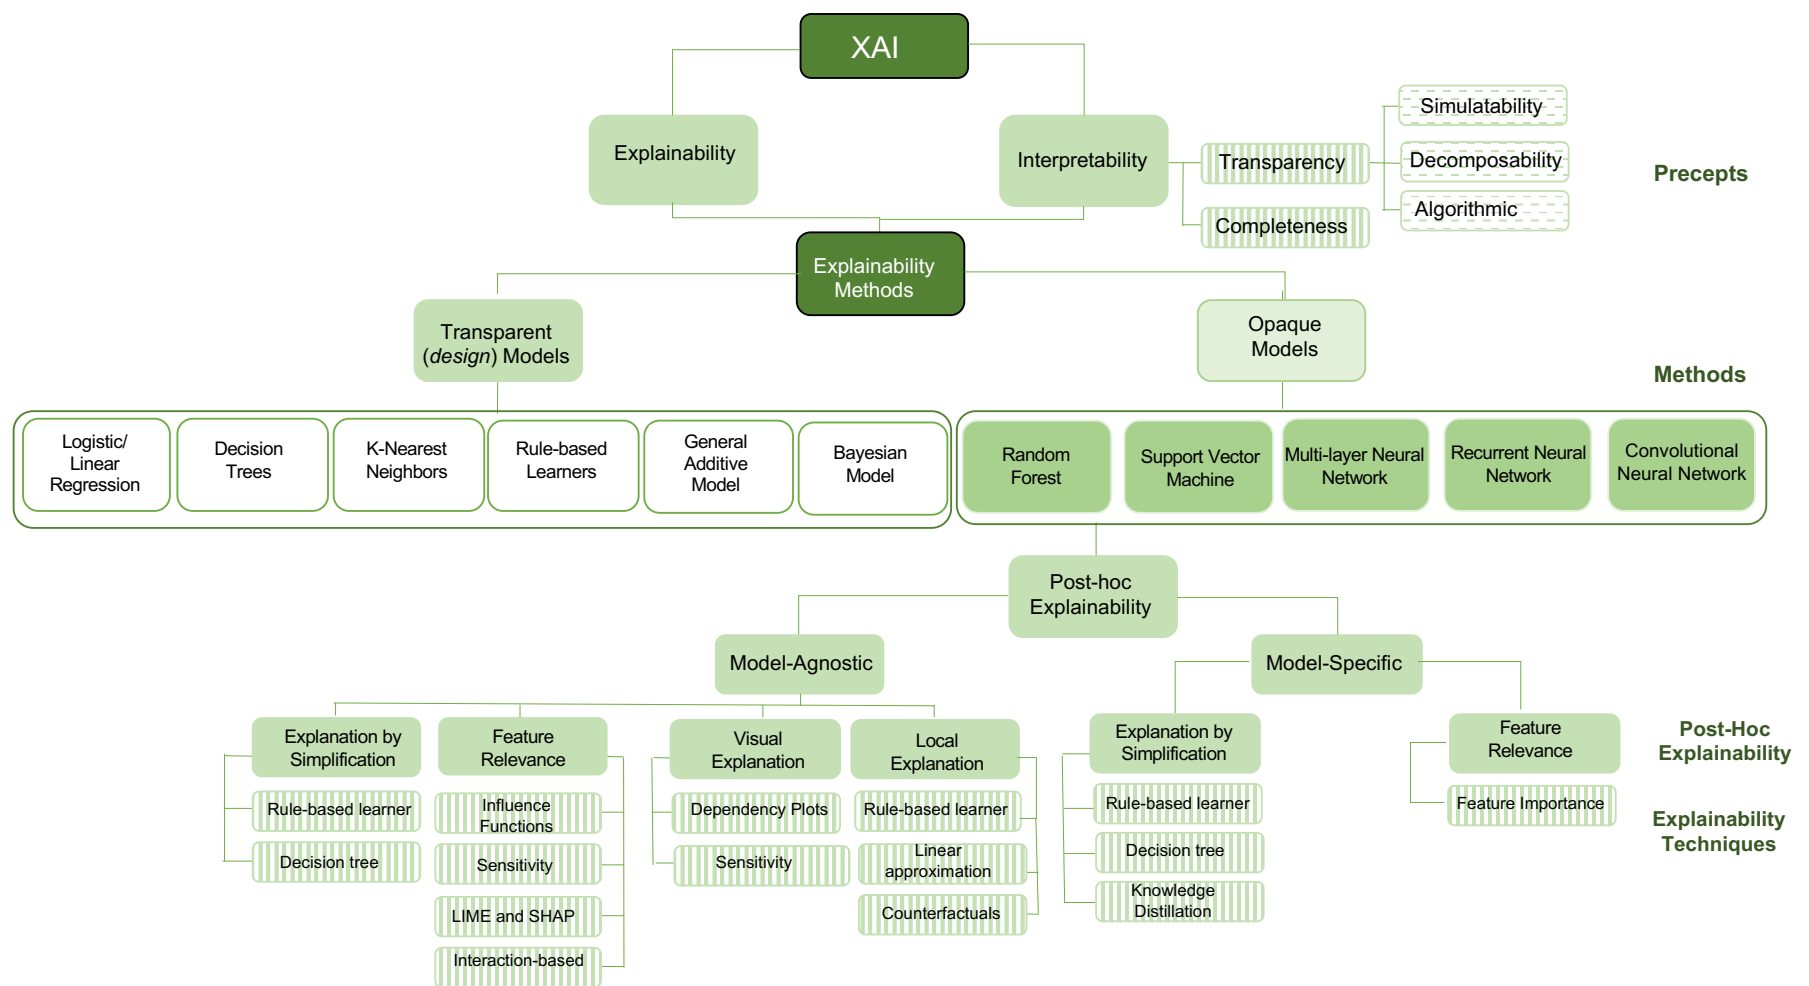 XAI
Explainability
Interpretability
Transparency
Completeness
Simulatability
Decomposability
Algorithmic
Precepts
Explainability
Methods
Transparent
(design) Models
Opaque
Models
Methods
Logistic/
Linear
Regression
Decision
Trees
K-Nearest
Neighbors
Rule-based
Learners
General
Additive
Model
Bayesian
Model
Random
Forest
Support Vector
Machine
Multi-layer Neural
Network
Recurrent Neural
Network
Convolutional
Neural Network
Post-hoc
Explainability
Model-Agnostic
Model-Specific
Explanation by
Simplification
Rule-based learner
Decision tree
Feature
Relevance
Influence
Functions
Sensitivity
LIME and SHAP
Interaction-based
Visual
Explanation
Dependency Plots
Sensitivity
Local
Explanation
Rule-based learner
Linear
approximation
Counterfactuals
Explanation by
Simplification
Rule-based learner
Decision tree
Knowledge
Distillation
Feature
Relevance
Feature Importance
Post-Hoc
Explainability
Explainability
Techniques